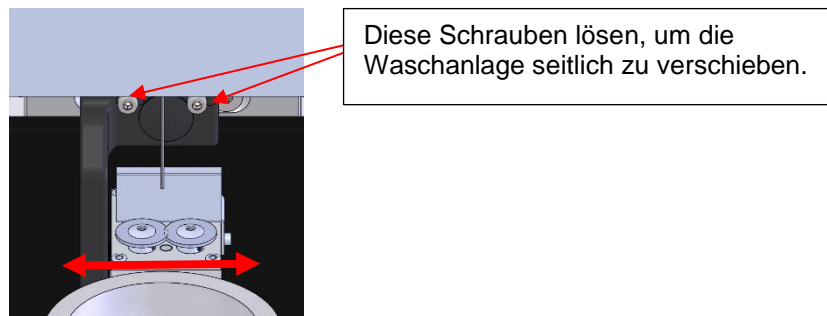 Diese Schrauben lösen, um die
Waschanlage seitlich zu verschieben.